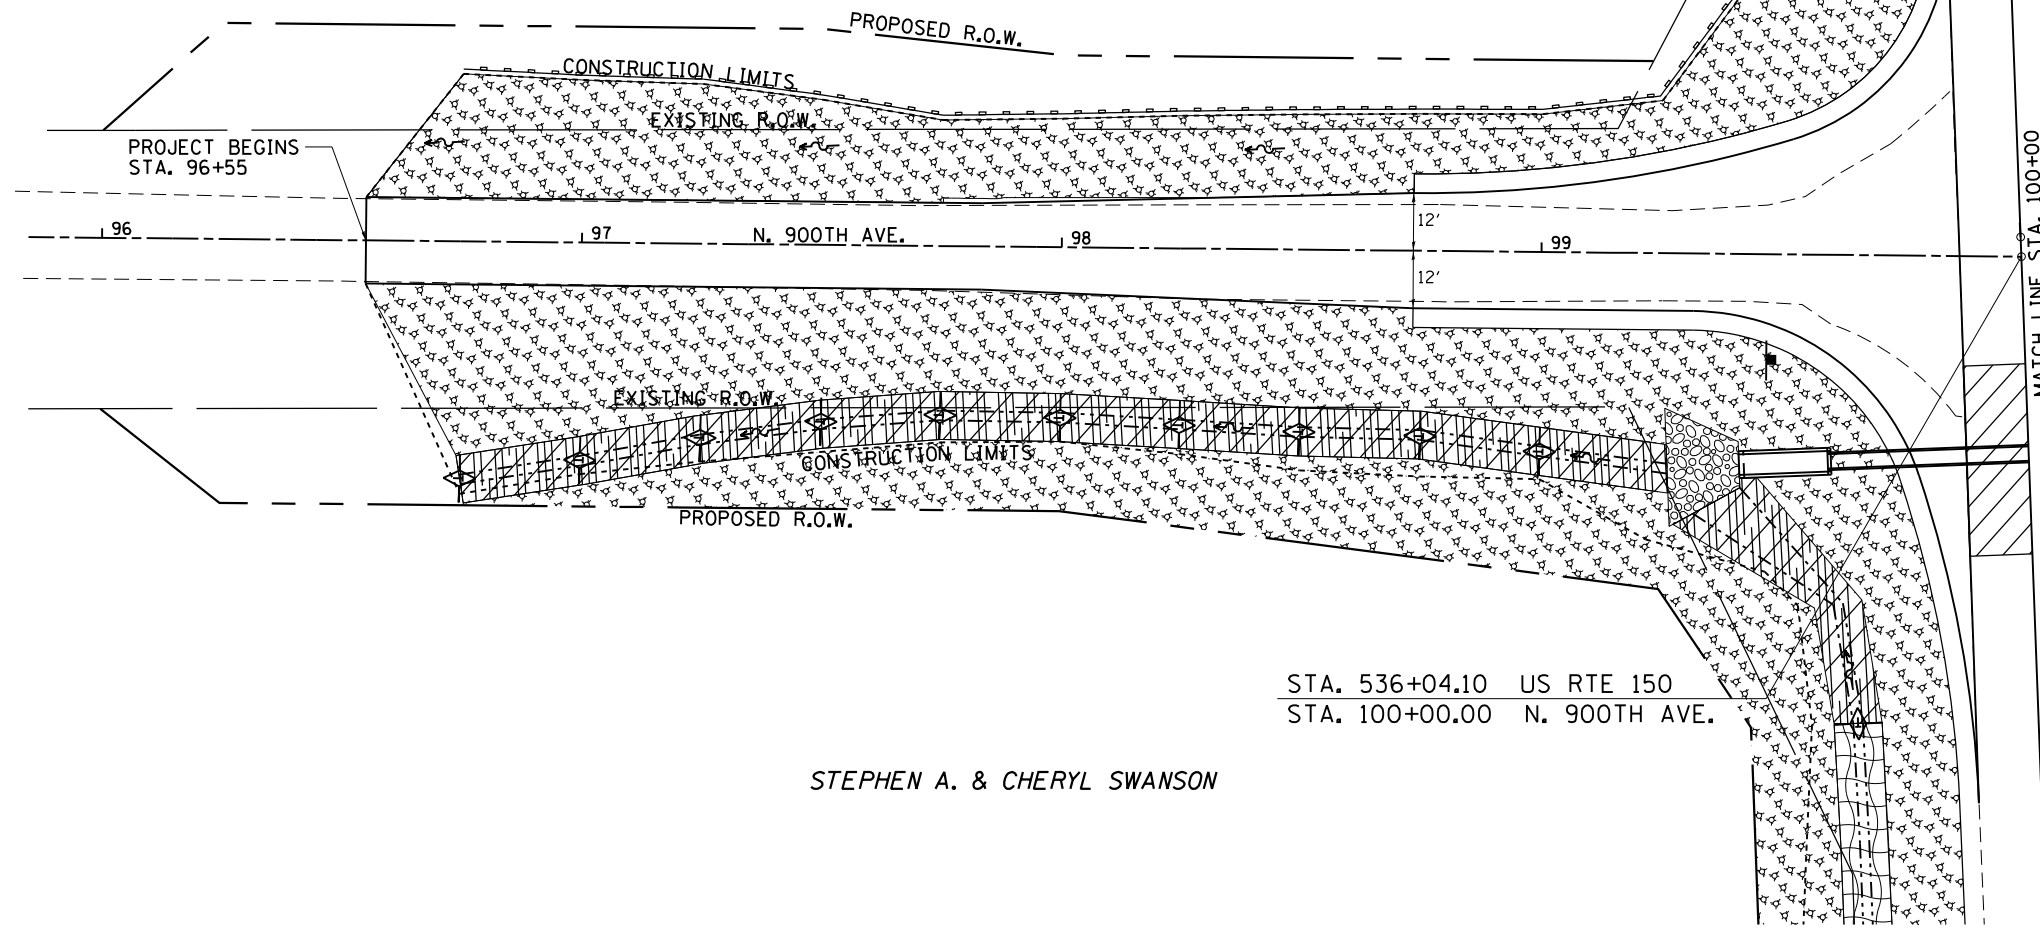 PROPOSED R.O.W.
CONSTRUCTION LIMITS
EXISTING R.O.W.
PROJECT BEGINS
STA. 96+55
MATCH LINE STA. 100+00
12'
96
97
N. 900TH AVE.
98
99
12'
EXISTING R.O.W.
CONSTRUCTION LIMITS
PROPOSED R.O.W.
STA. 536+04.10 US RTE 150
STA. 100+00.00 N. 900TH AVE.
STEPHEN A. & CHERYL SWANSON